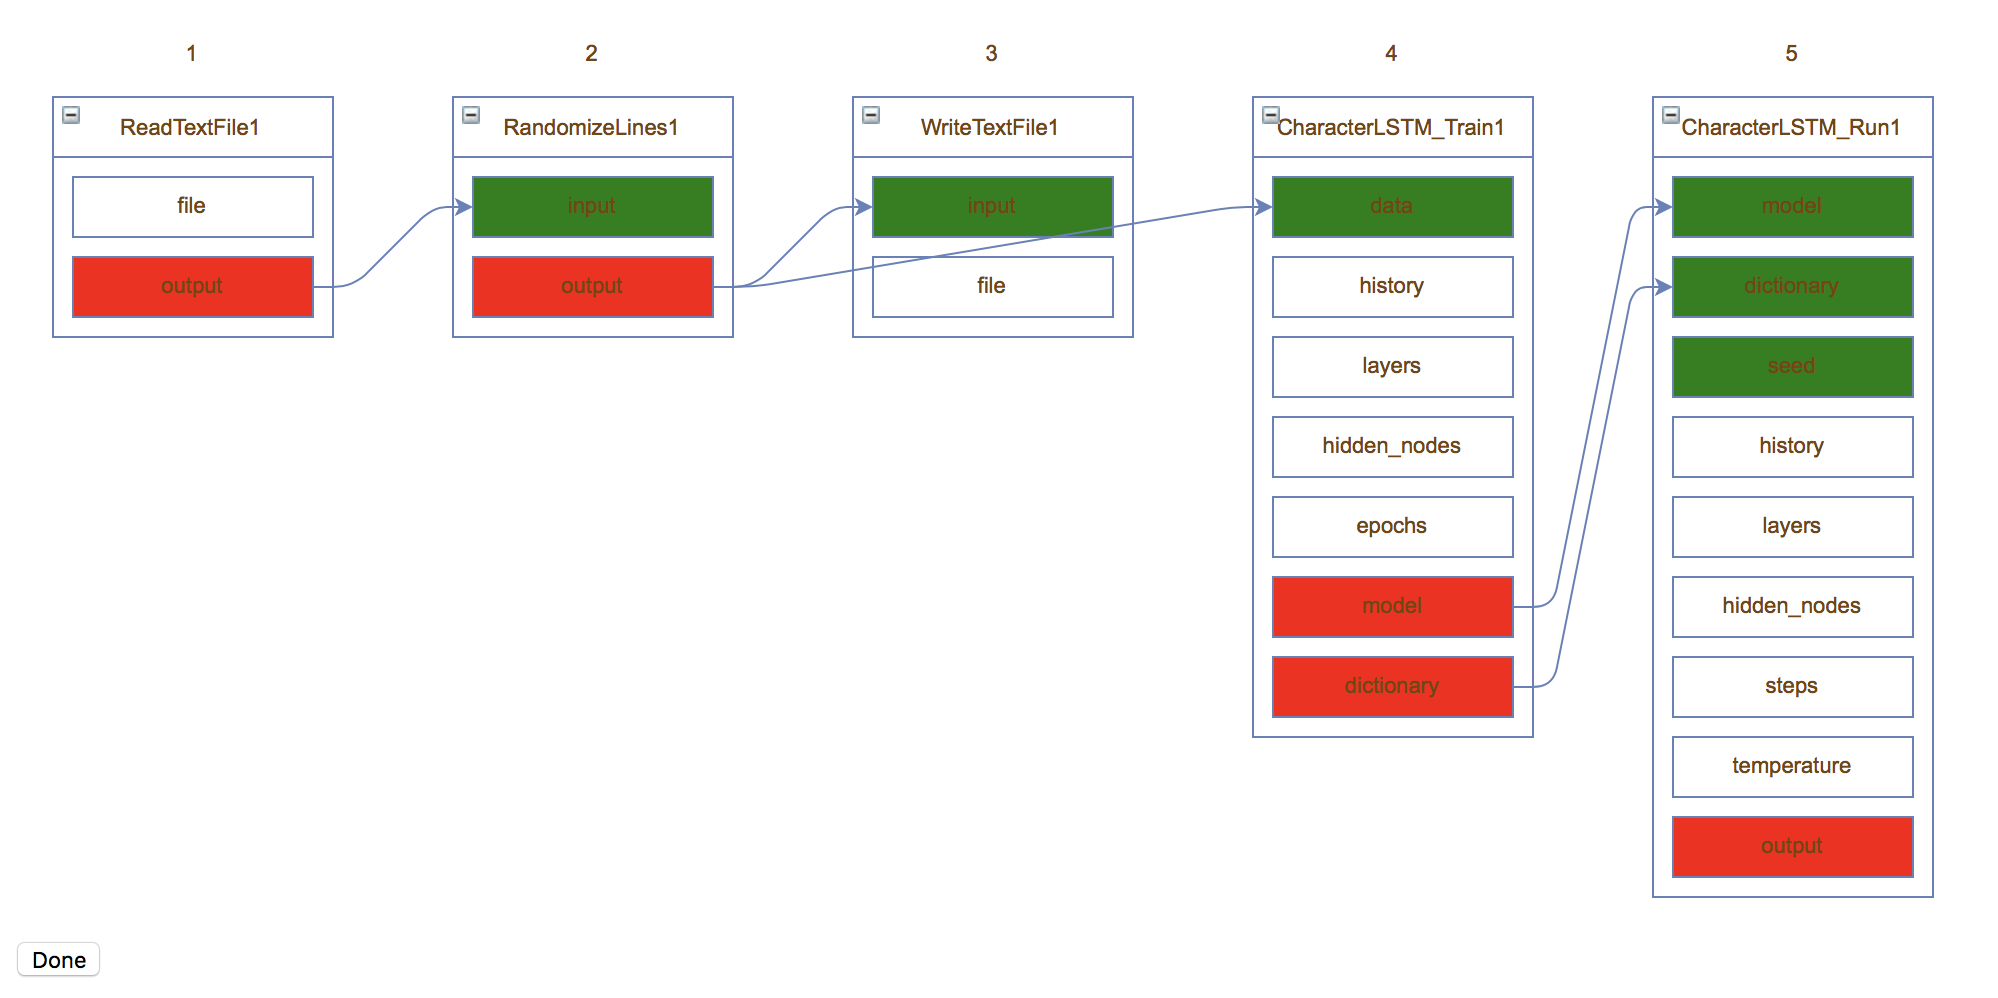 1
2
3
4
5
ReadTextFile1
file
output
RandomizeLines1
input
output
WriteTextFile1
input
file
CharacterLSTM_Train1
data
history
layers
hidden_nodes
epochs
model
dictionary
CharacterLSTM_Run1
model
dictionary
seed
history
layers
hidden_nodes
steps
temperature
output
Done